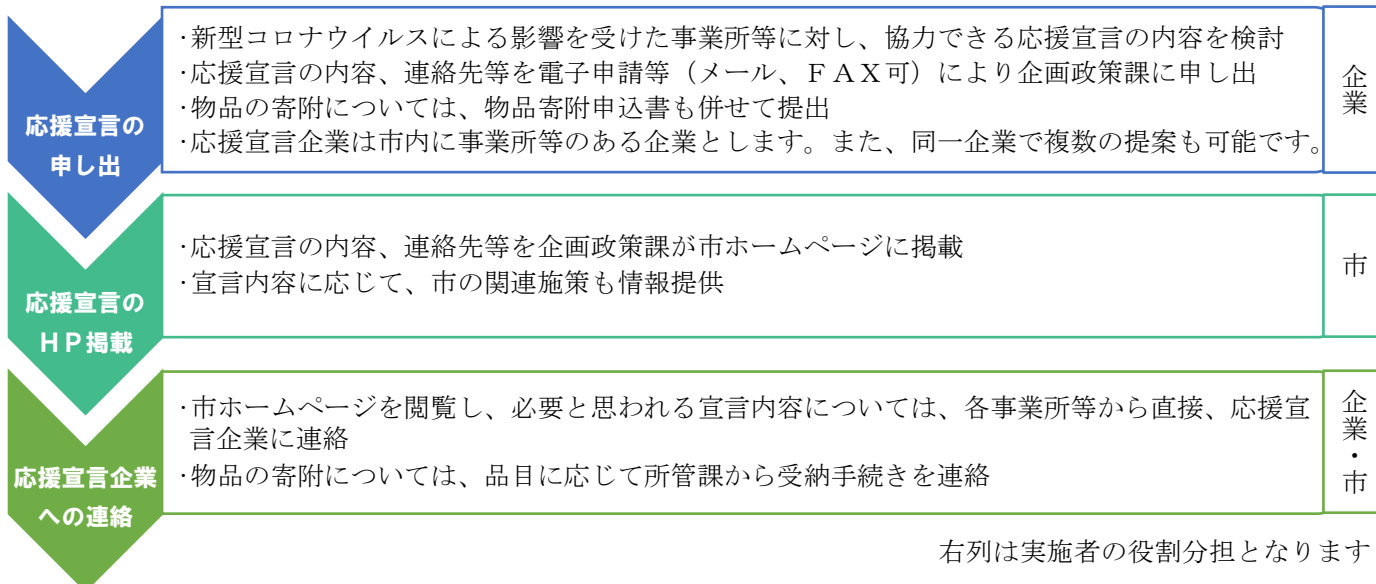 応援宣言の
申し出
・新型コロナウイルスによる影響を受けた事業所等に対し、協力できる応援宣言の内容を検討
・応援宣言の内容、連絡先等を電子申請等（メール、ＦＡＸ可）により企画政策課に申し出
・物品の寄附については、物品寄附申込書も併せて提出
・応援宣言企業は市内に事業所等のある企業とします。また、同一企業で複数の提案も可能です。
企業
応援宣言の
ＨＰ掲載
・応援宣言の内容、連絡先等を企画政策課が市ホームページに掲載
・宣言内容に応じて、市の関連施策も情報提供
市
応援宣言企業
への連絡
・市ホームページを閲覧し、必要と思われる宣言内容については、各事業所等から直接、応援宣
言企業に連絡
・物品の寄附については、品目に応じて所管課から受納手続きを連絡
企業・市
右列は実施者の役割分担となります